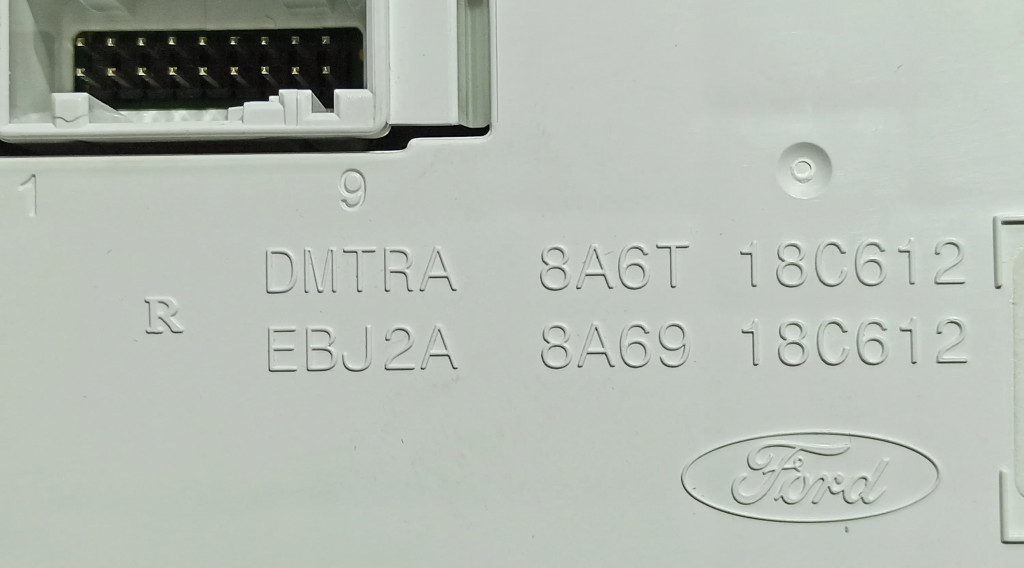 1 9
DMTRA 8A6T 18C612
R
EBJ2A 8A69 18C612
Ford